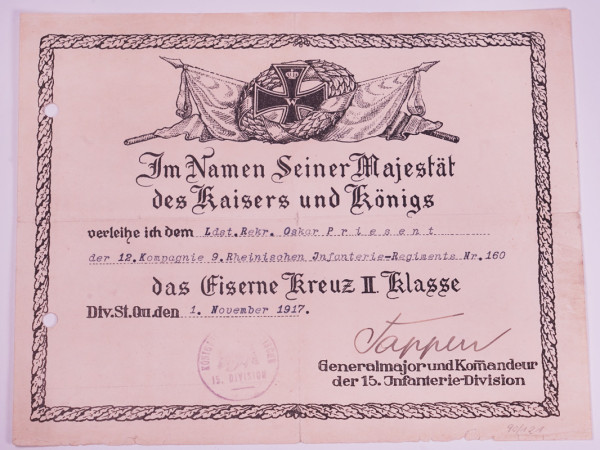 W
Im Namen Seiner Majestät
des Kaisers und Königs
verleihe ich dem Ldst.Rekr. Oskar Priesent
der 12. Kompagnie 9. Rheinischen Infanterie-Regiments Nr. 160
das Eiserne Kreuz II. Klasse
Div.St.Qu.den 1. November 1917.
Tappen
Generalmajor und Komandeur
der 15. Infanterie-Division
15. DIVISION